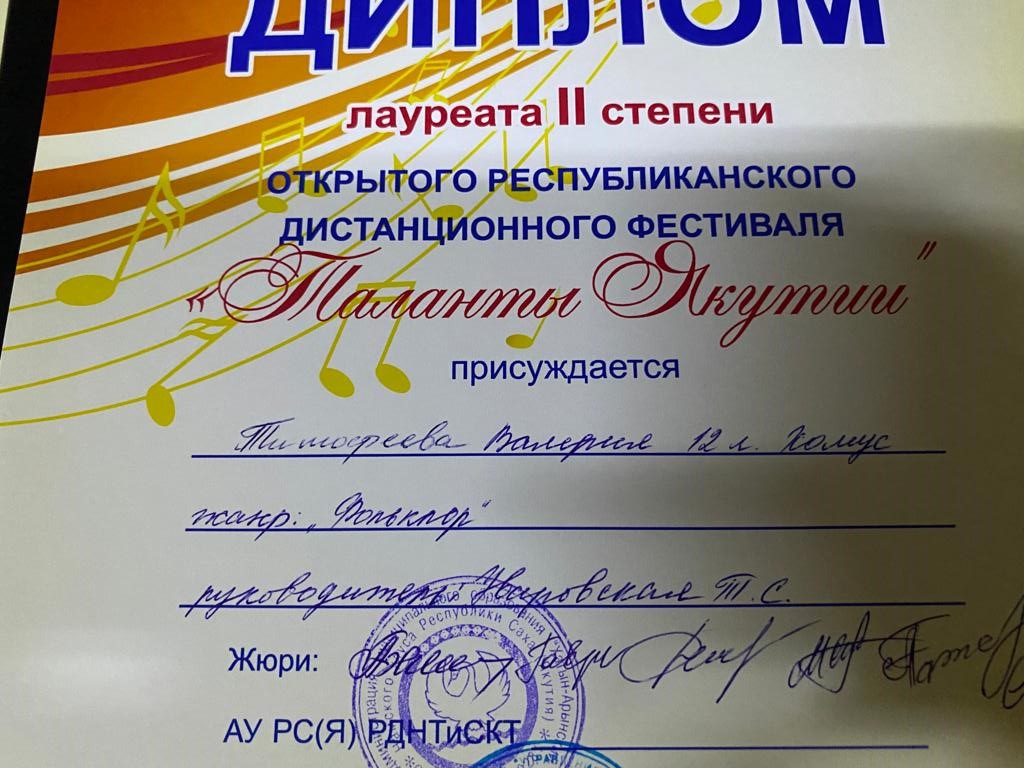 ДИПЛОМ
лауреата II степени
ОТКРЫТОГО РЕСПУБЛИКАНСКОГО
ДИСТАНЦИОННОГО ФЕСТИВАЛЯ
«Таланты Якутии"
присуждается
Тимофеева Валерия 12 л. Хомус
жанр: „Фольклор"
руководитель: Уваровская Т.С.
Жюри:
АУ РС(Я) РДНТиСКТ